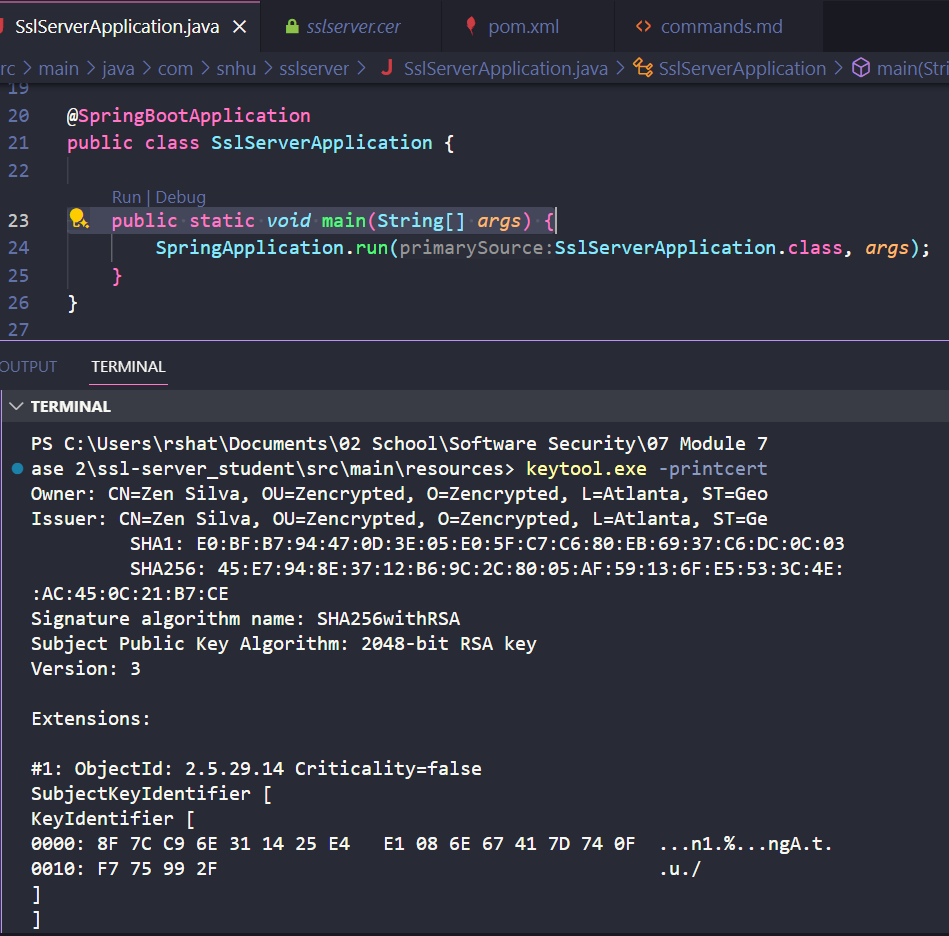 SslServerApplication.java sslserver.cer pom.xml commands.md
rc > main > java > com > snhu > sslserver > SslServerApplication.java > SslServerApplication > main(Stri
19
20 @SpringBootApplication
21 public class SslServerApplication {
22
Run | Debug
23 public static void main(String[] args) {
24 SpringApplication.run(primarySource:SslServerApplication.class, args);
25 }
26 }
27
OUTPUT TERMINAL
TERMINAL
PS C:\Users\rshat\Documents\02 School\Software Security\07 Module 7
ase 2\ssl-server_student\src\main\resources> keytool.exe -printcert
Owner: CN=Zen Silva, OU=Zencrypted, O=Zencrypted, L=Atlanta, ST=Geo
Issuer: CN=Zen Silva, OU=Zencrypted, O=Zencrypted, L=Atlanta, ST=Ge
SHA1: E0:BF:B7:94:47:0D:3E:05:E0:5F:C7:C6:80:EB:69:37:C6:DC:0C:03
SHA256: 45:E7:94:8E:37:12:B6:9C:2C:80:05:AF:59:13:6F:E5:53:3C:4E:
:AC:45:0C:21:B7:CE
Signature algorithm name: SHA256withRSA
Subject Public Key Algorithm: 2048-bit RSA key
Version: 3
Extensions:
#1: ObjectId: 2.5.29.14 Criticality=false
SubjectKeyIdentifier [
KeyIdentifier [
0000: 8F 7C C9 6E 31 14 25 E4 E1 08 6E 67 41 7D 74 0F ...n1.%...ngA.t.
0010: F7 75 99 2F .u./
]
]